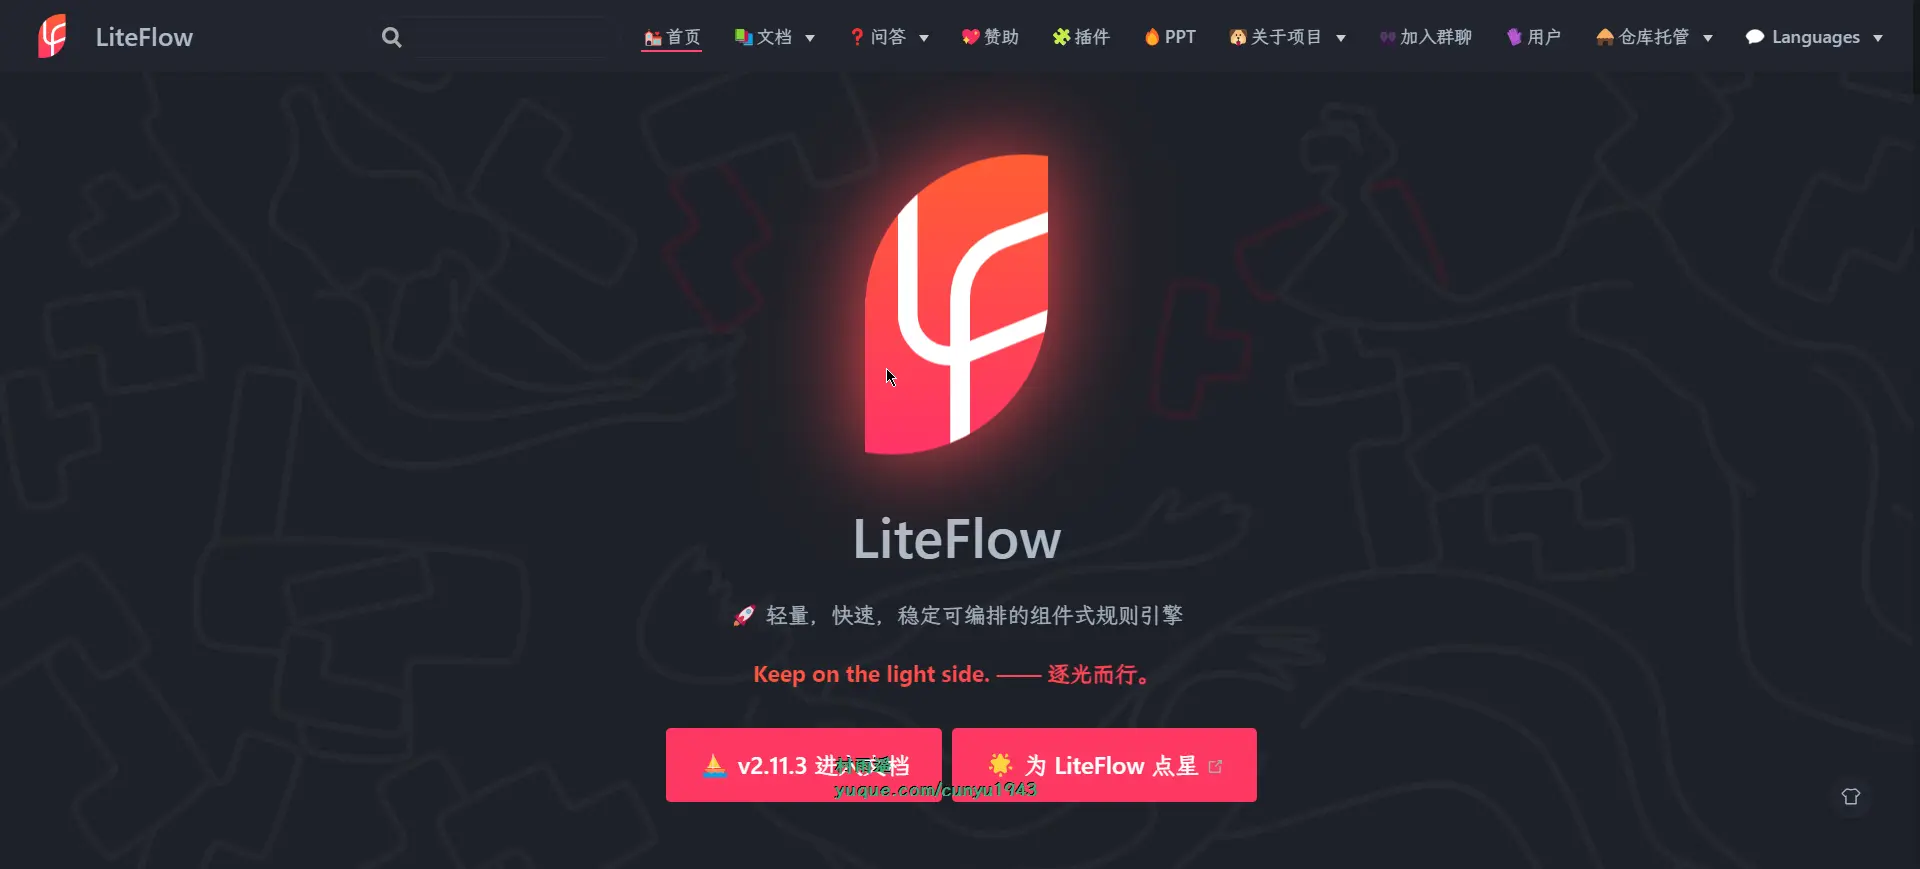 LiteFlow
首页
文档
问答
赞助
插件
PPT
关于项目
加入群聊
用户
仓库托管
Languages
LiteFlow
轻量，快速，稳定可编排的组件式规则引擎
Keep on the light side. —— 逐光而行。
v2.11.3 进入文档
为 LiteFlow 点星
村雨遥
yuque.com/cunyu1943